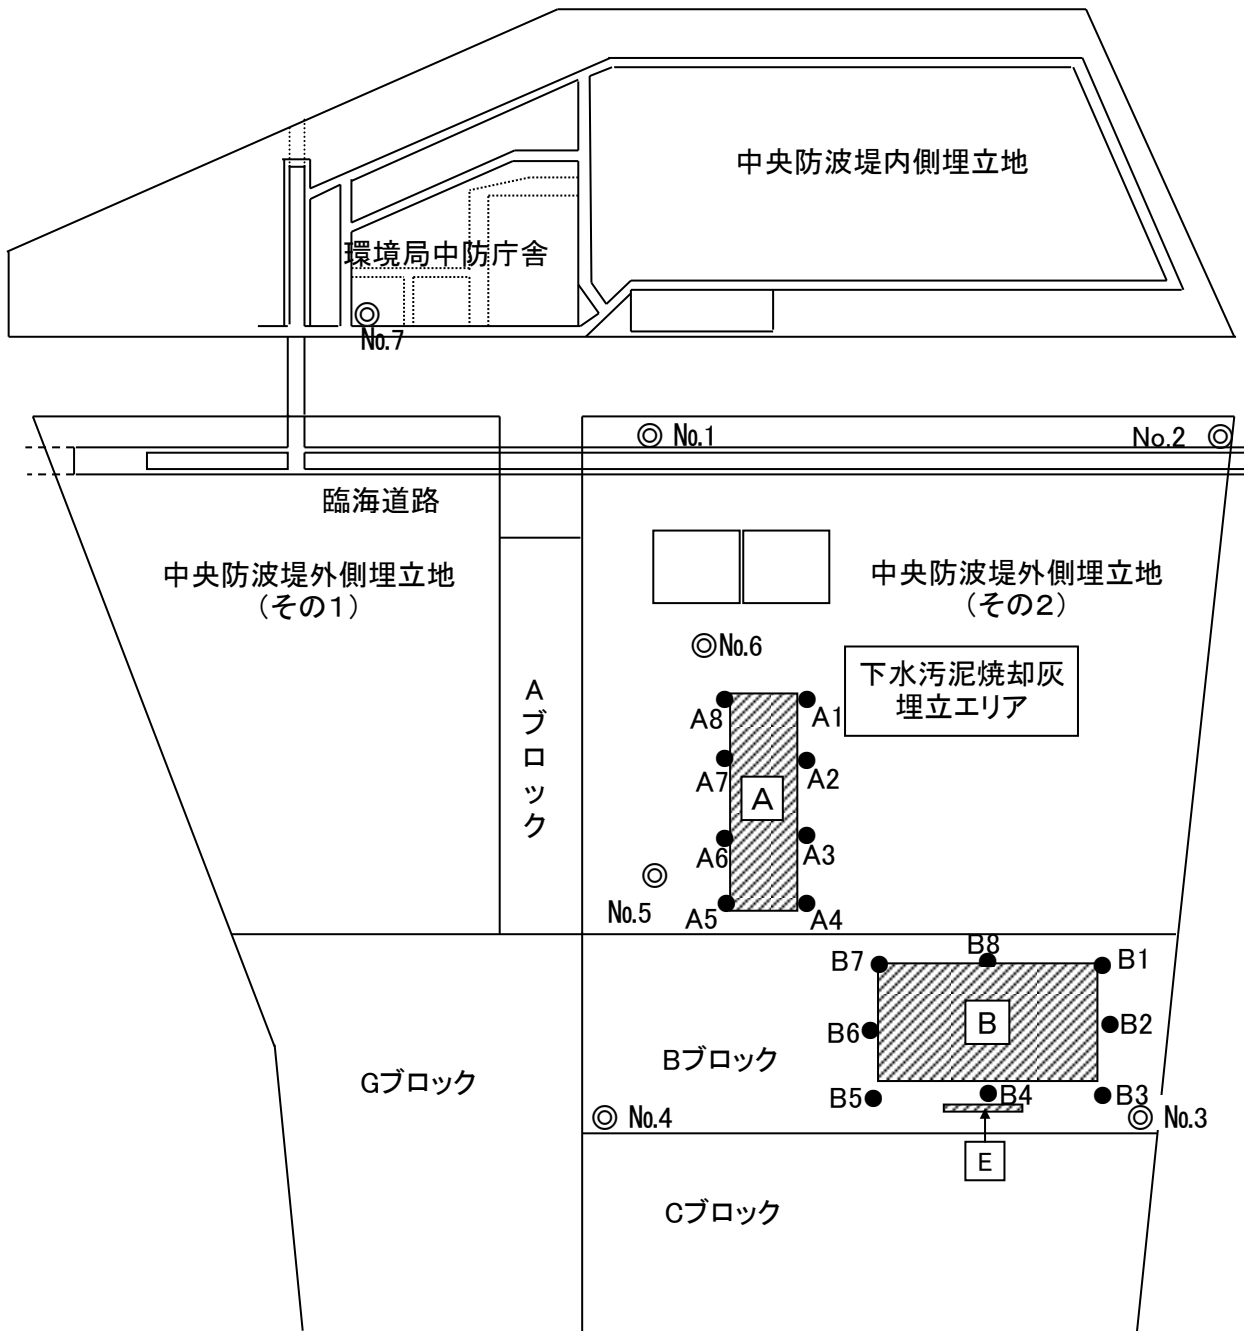 中央防波堤内側埋立地
環境局中防庁舎
No.7
No.1
No.2
臨海道路
中央防波堤外側埋立地
(その1)
中央防波堤外側埋立地
(その2)
No.6
下水汚泥焼却灰
埋立エリア
Aブロック
A8
A1
A7
A2
A
A6
A3
No.5
A5
A4
B7
B8
B1
B6
B
B2
Bブロック
Gブロック
B5
B4
B3
No.4
No.3
E
Cブロック